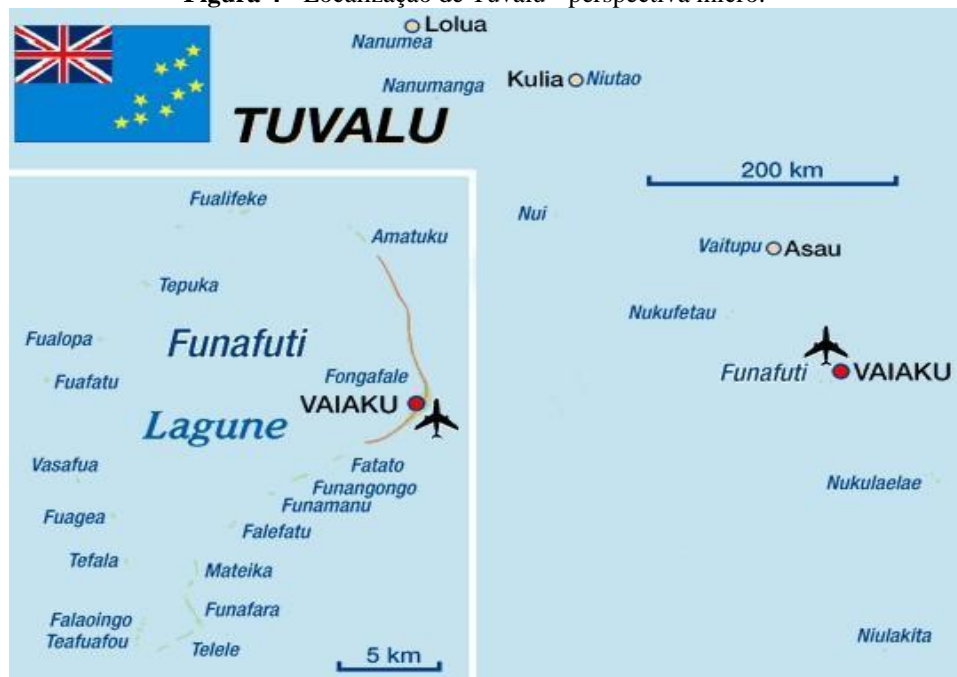 Lolua
Nanumea
Nanumanga
Kulia
Niutao
TUVALU
200 km
Nui
Vaitupu
Asau
Nukufetau
Funafuti
VAIAKU
Nukulaelae
Niulakita
Fualifeke
Amatuku
Tepuka
Funafuti
Fualopa
Fuafatu
Fongafale
VAIAKU
Lagune
Vasafua
Fatato
Funangongo
Funamanu
Fuagea
Falefatu
Tefala
Mateika
Funafara
Falaoingo
Teafuafou
Telele
5 km